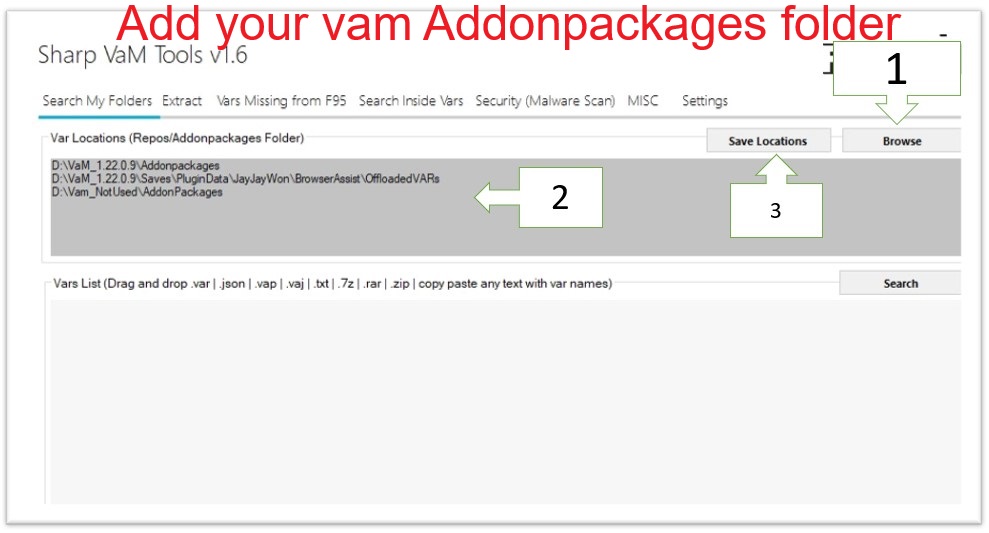 Add your vam Addonpackages folder
Sharp VaM Tools v1.6
1
Search My Folders Extract Vars Missing from F95 Search Inside Vars Security (Malware Scan) MISC Settings
Var Locations (Repos/Addonpackages Folder) Save Locations Browse
D:\VaM_1.22.0.9\Addonpackages
D:\VaM_1.22.0.9\Saves\PluginData\JayJayWon\BrowserAssist\OffloadedVARs
D:\Vam_NotUsed\AddonPackages
2
3
Vars List (Drag and drop .var | .json | .vap | .vaj | .txt | .7z | .rar | .zip | copy paste any text with var names) Search